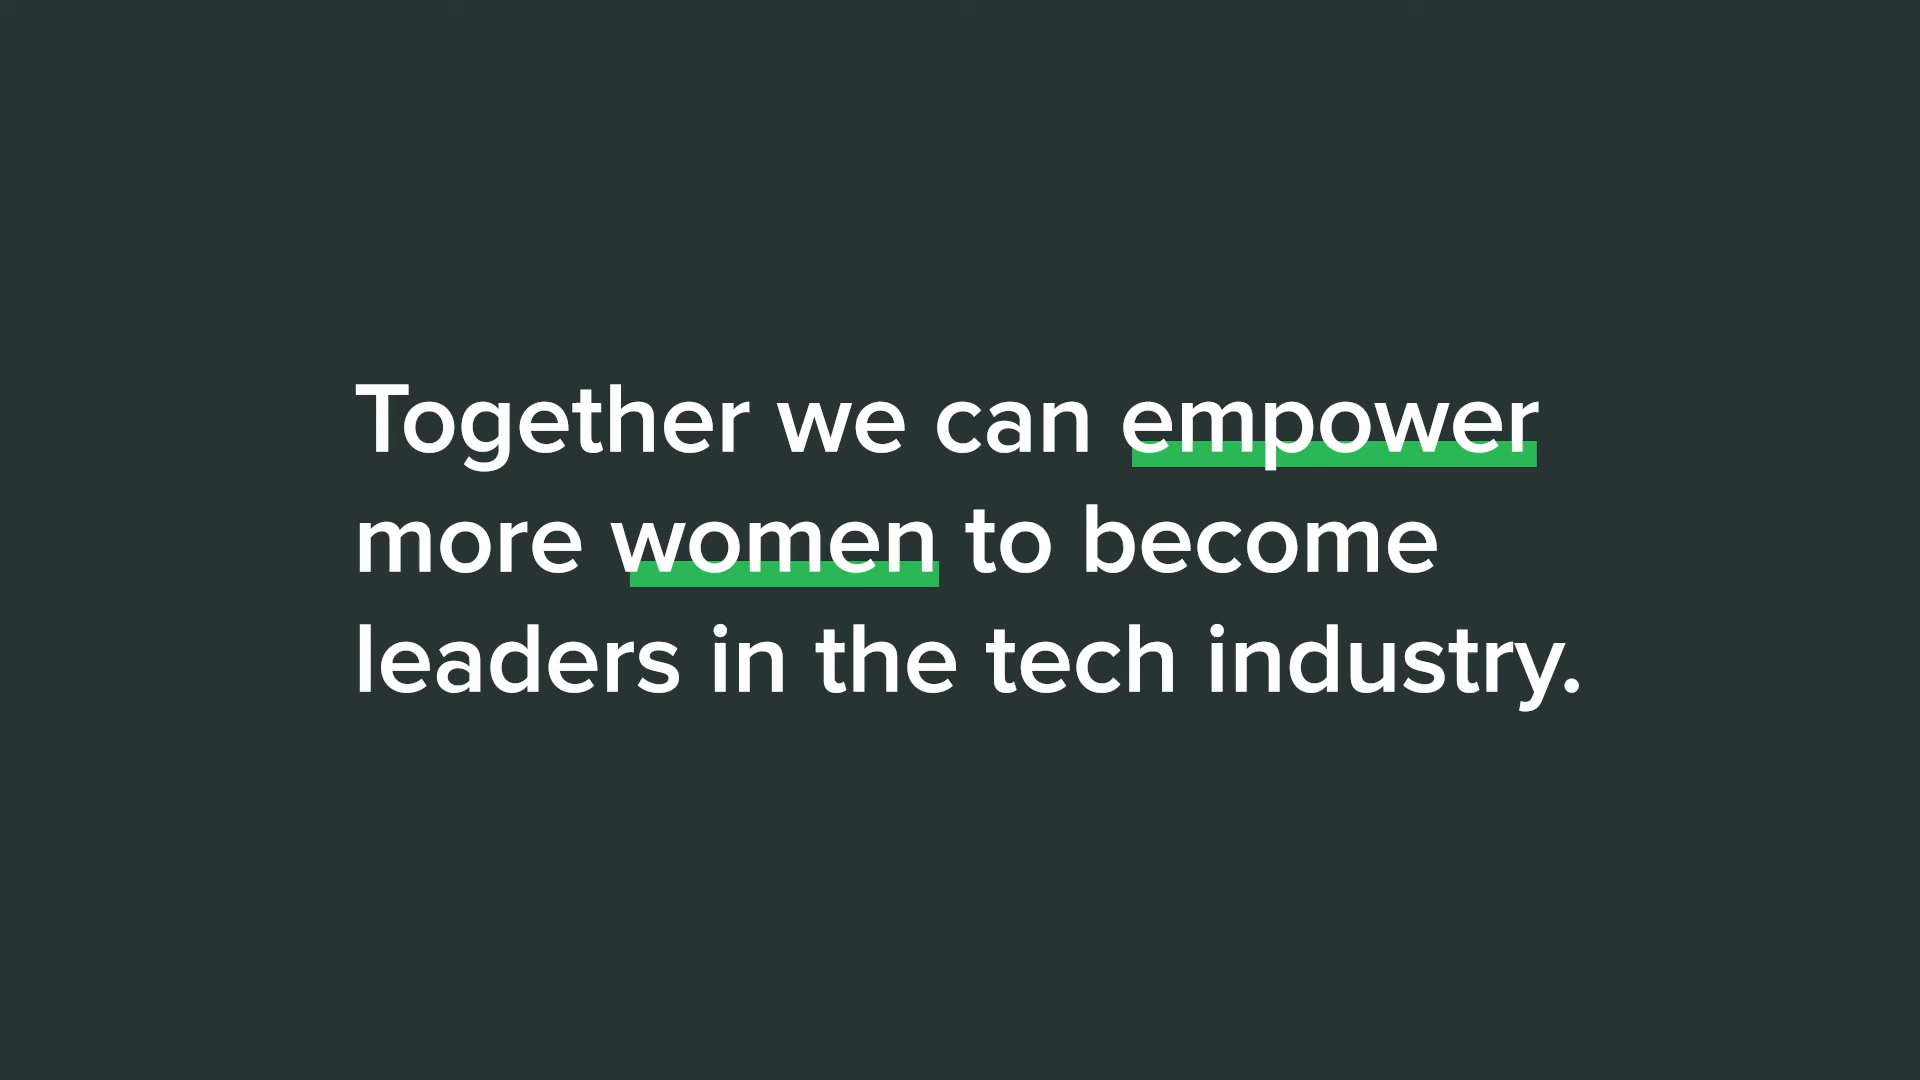 Together we can empower
more women to become
leaders in the tech industry.